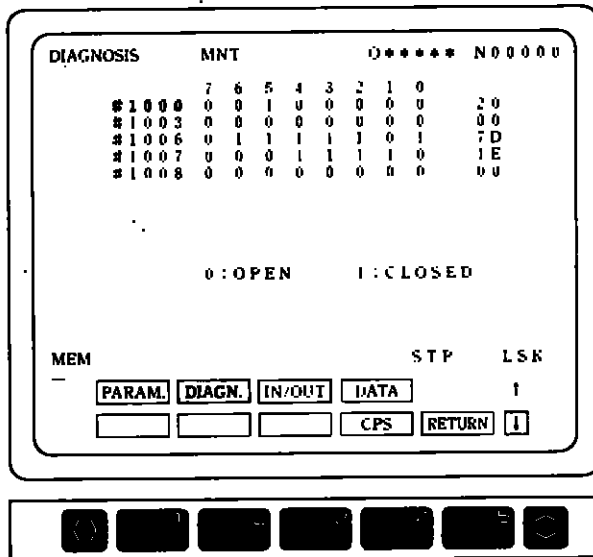 DIAGNOSIS MNT O***** N00000
7 6 5 4 3 2 1 0
#1000 0 0 1 0 0 0 0 0 20
#1003 0 0 0 0 0 0 0 0 00
#1006 0 1 1 1 1 1 0 1 7D
#1007 0 0 0 1 1 1 1 0 1E
#1008 0 0 0 0 0 0 0 0 00
0:OPEN 1:CLOSED
MEM STP LSK
PARAM. DIAGN. IN/OUT DATA ↑
CPS RETURN ↓